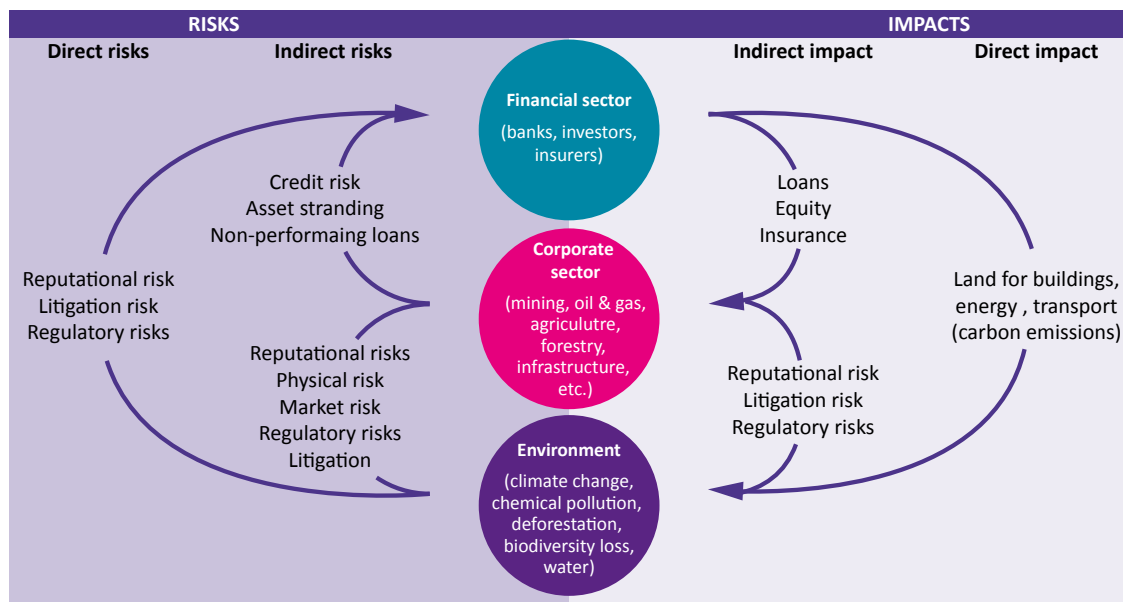 RISKS
IMPACTS
Direct risks
Indirect risks
Indirect impact
Direct impact
Financial sector
(banks, investors,
insurers)
Credit risk
Asset stranding
Non-performaing loans
Loans
Equity
Insurance
Corporate
sector
(mining, oil & gas,
agriculutre,
forestry,
infrastructure,
etc.)
Reputational risk
Litigation risk
Regulatory risks
Land for buildings,
energy , transport
(carbon emissions)
Reputational risks
Physical risk
Market risk
Regulatory risks
Litigation
Reputational risk
Litigation risk
Regulatory risks
Environment
(climate change,
chemical pollution,
deforestation,
biodiversity loss,
water)